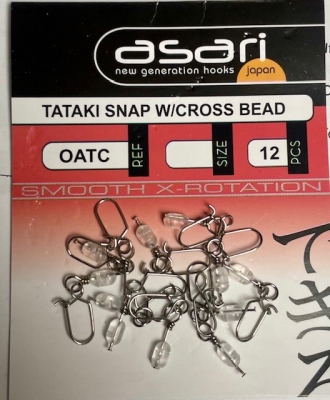 asari
new generation hooks
japan
TATAKI SNAP W/CROSS BEAD
OATC REF SIZE 12 PCS
SMOOTH X-ROTATION